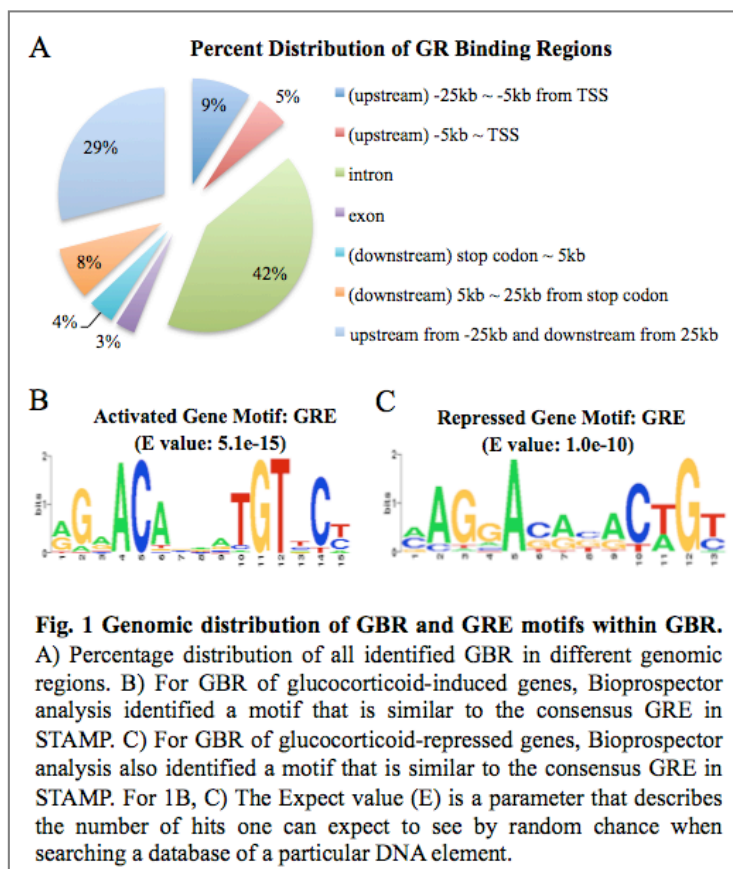 A
Percent Distribution of GR Binding Regions
9%
5%
29%
42%
8%
4%
3%
(upstream) -25kb ~ -5kb from TSS
(upstream) -5kb ~ TSS
intron
exon
(downstream) stop codon ~ 5kb
(downstream) 5kb ~ 25kb from stop codon
upstream from -25kb and downstream from 25kb
B
Activated Gene Motif: GRE
(E value: 5.1e-15)
C
Repressed Gene Motif: GRE
(E value: 1.0e-10)
Fig. 1 Genomic distribution of GBR and GRE motifs within GBR.
A) Percentage distribution of all identified GBR in different genomic
regions. B) For GBR of glucocorticoid-induced genes, Bioprospector
analysis identified a motif that is similar to the consensus GRE in
STAMP. C) For GBR of glucocorticoid-repressed genes, Bioprospector
analysis also identified a motif that is similar to the consensus GRE in
STAMP. For 1B, C) The Expect value (E) is a parameter that describes
the number of hits one can expect to see by random chance when
searching a database of a particular DNA element.